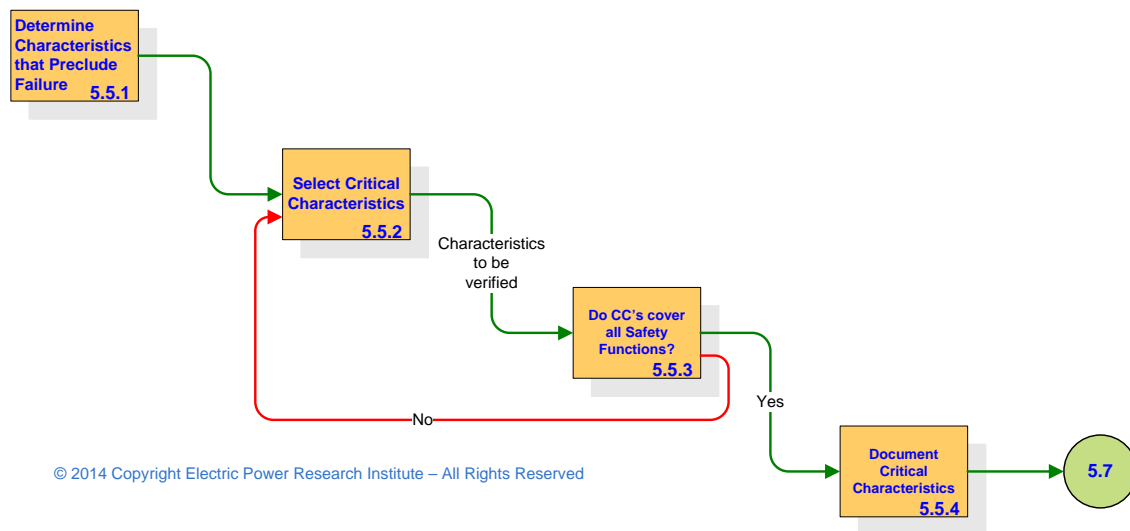 Determine
Characteristics
that Preclude
Failure
5.5.1
Select Critical
Characteristics
5.5.2
Characteristics
to be
verified
Do CC's cover
all Safety
Functions?
5.5.3
No
Yes
Document
Critical
Characteristics
5.5.4
5.7
© 2014 Copyright Electric Power Research Institute – All Rights Reserved